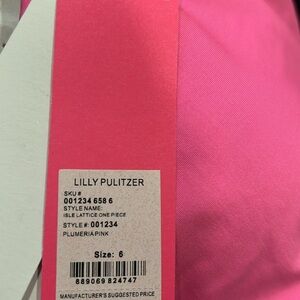 LILLY PULITZER
SKU #
001234 658 6
STYLE NAME:
ISLE LATTICE ONE PIECE
STYLE #: 001234
PLUMERIA PINK
Size: 6
889069 824747
MANUFACTURER'S SUGGESTED PRICE